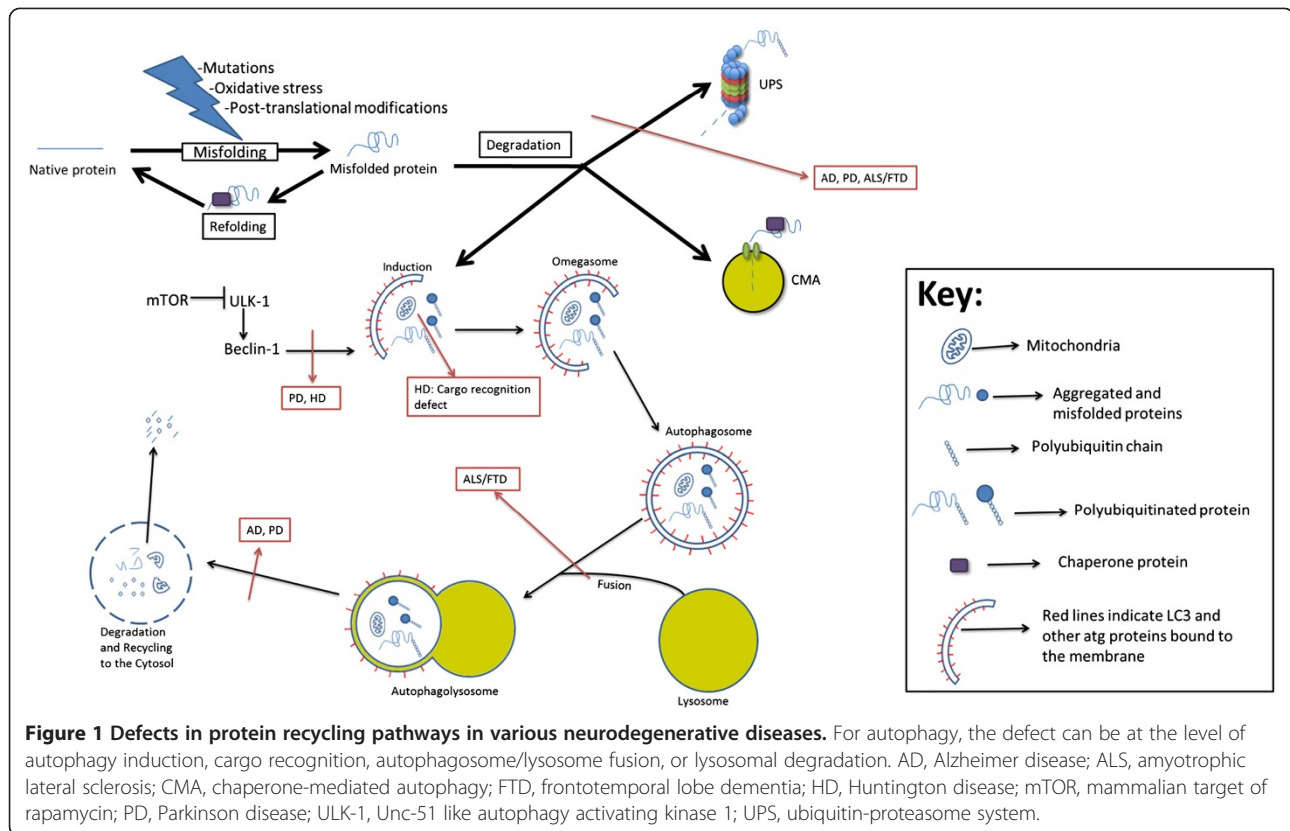 -Mutations
-Oxidative stress
-Post-translational modifications
Native protein
Misfolding
Misfolded protein
Refolding
Degradation
UPS
AD, PD, ALS/FTD
CMA
Induction
Omegasome
mTOR
ULK-1
Beclin-1
PD, HD
HD: Cargo recognition
defect
Autophagosome
ALS/FTD
AD, PD
Fusion
Degradation
and Recycling
to the Cytosol
Autophagolysosome
Lysosome
Key:
Mitochondria
Aggregated and
misfolded proteins
Polyubiquitin chain
Polyubiquitinated protein
Chaperone protein
Red lines indicate LC3 and
other atg proteins bound to
the membrane
Figure 1 Defects in protein recycling pathways in various neurodegenerative diseases. For autophagy, the defect can be at the level of
autophagy induction, cargo recognition, autophagosome/lysosome fusion, or lysosomal degradation. AD, Alzheimer disease; ALS, amyotrophic
lateral sclerosis; CMA, chaperone-mediated autophagy; FTD, frontotemporal lobe dementia; HD, Huntington disease; mTOR, mammalian target of
rapamycin; PD, Parkinson disease; ULK-1, Unc-51 like autophagy activating kinase 1; UPS, ubiquitin-proteasome system.